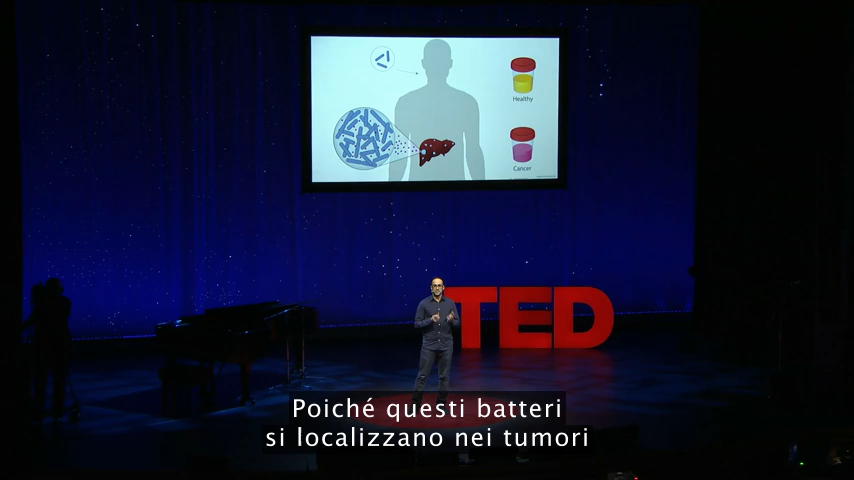 Healthy
Cancer
TED
Poiché questi batteri
si localizzano nei tumori